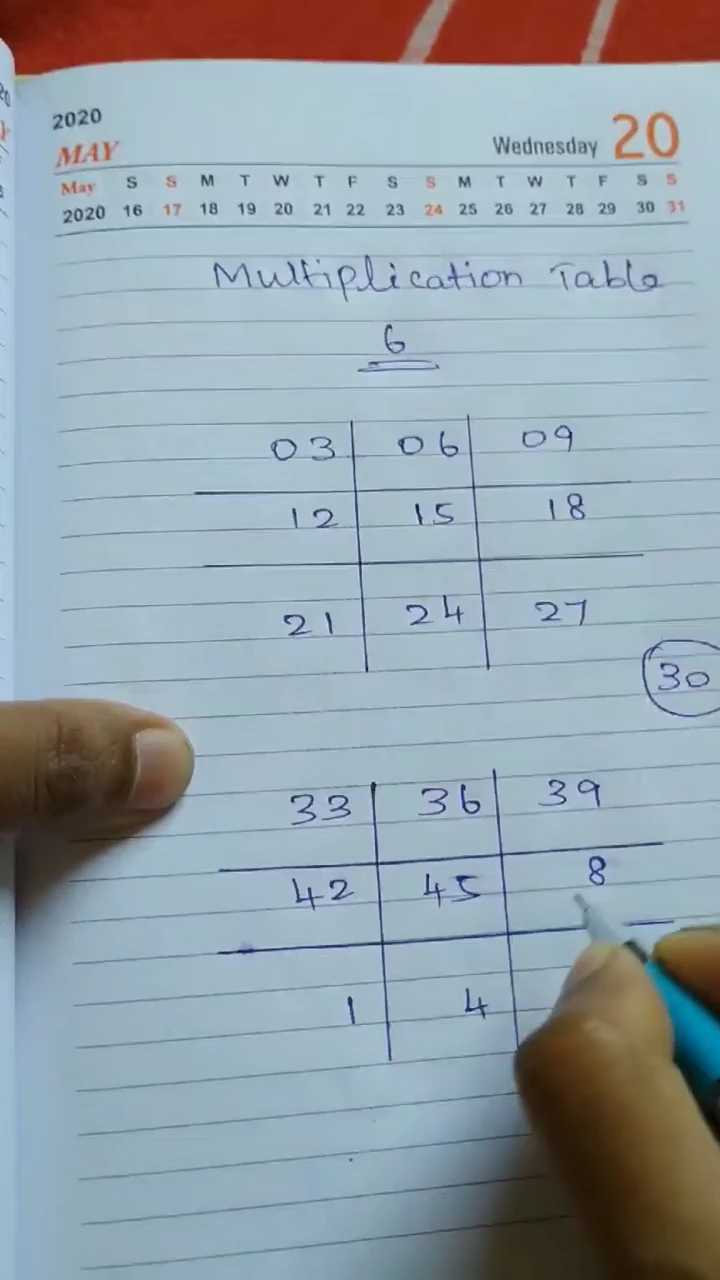 2020
MAY
Wednesday 20
May S S M T W T F S S M T W T F S S
2020 16 17 18 19 20 21 22 23 24 25 26 27 28 29 30 31
Multiplication Table
6
03 06 09
12 15 18
21 24 27
30
33 36 39
42 45 8
1 4